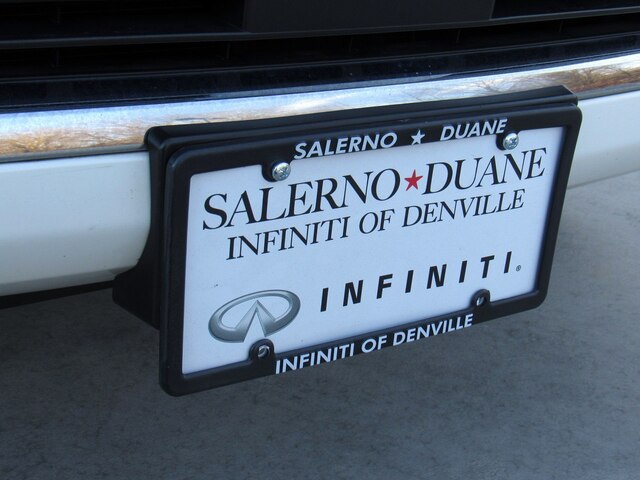 SALERNO ★ DUANE
SALERNO★DUANE
INFINITI OF DENVILLE
INFINITI®
INFINITI OF DENVILLE